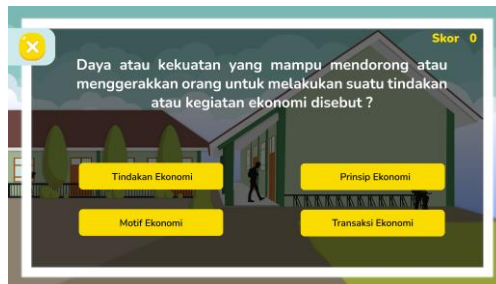 Skor 0
Daya atau kekuatan yang mampu mendorong atau
menggerakkan orang untuk melakukan suatu tindakan
atau kegiatan ekonomi disebut ?
Tindakan Ekonomi
Prinsip Ekonomi
Motif Ekonomi
Transaksi Ekonomi